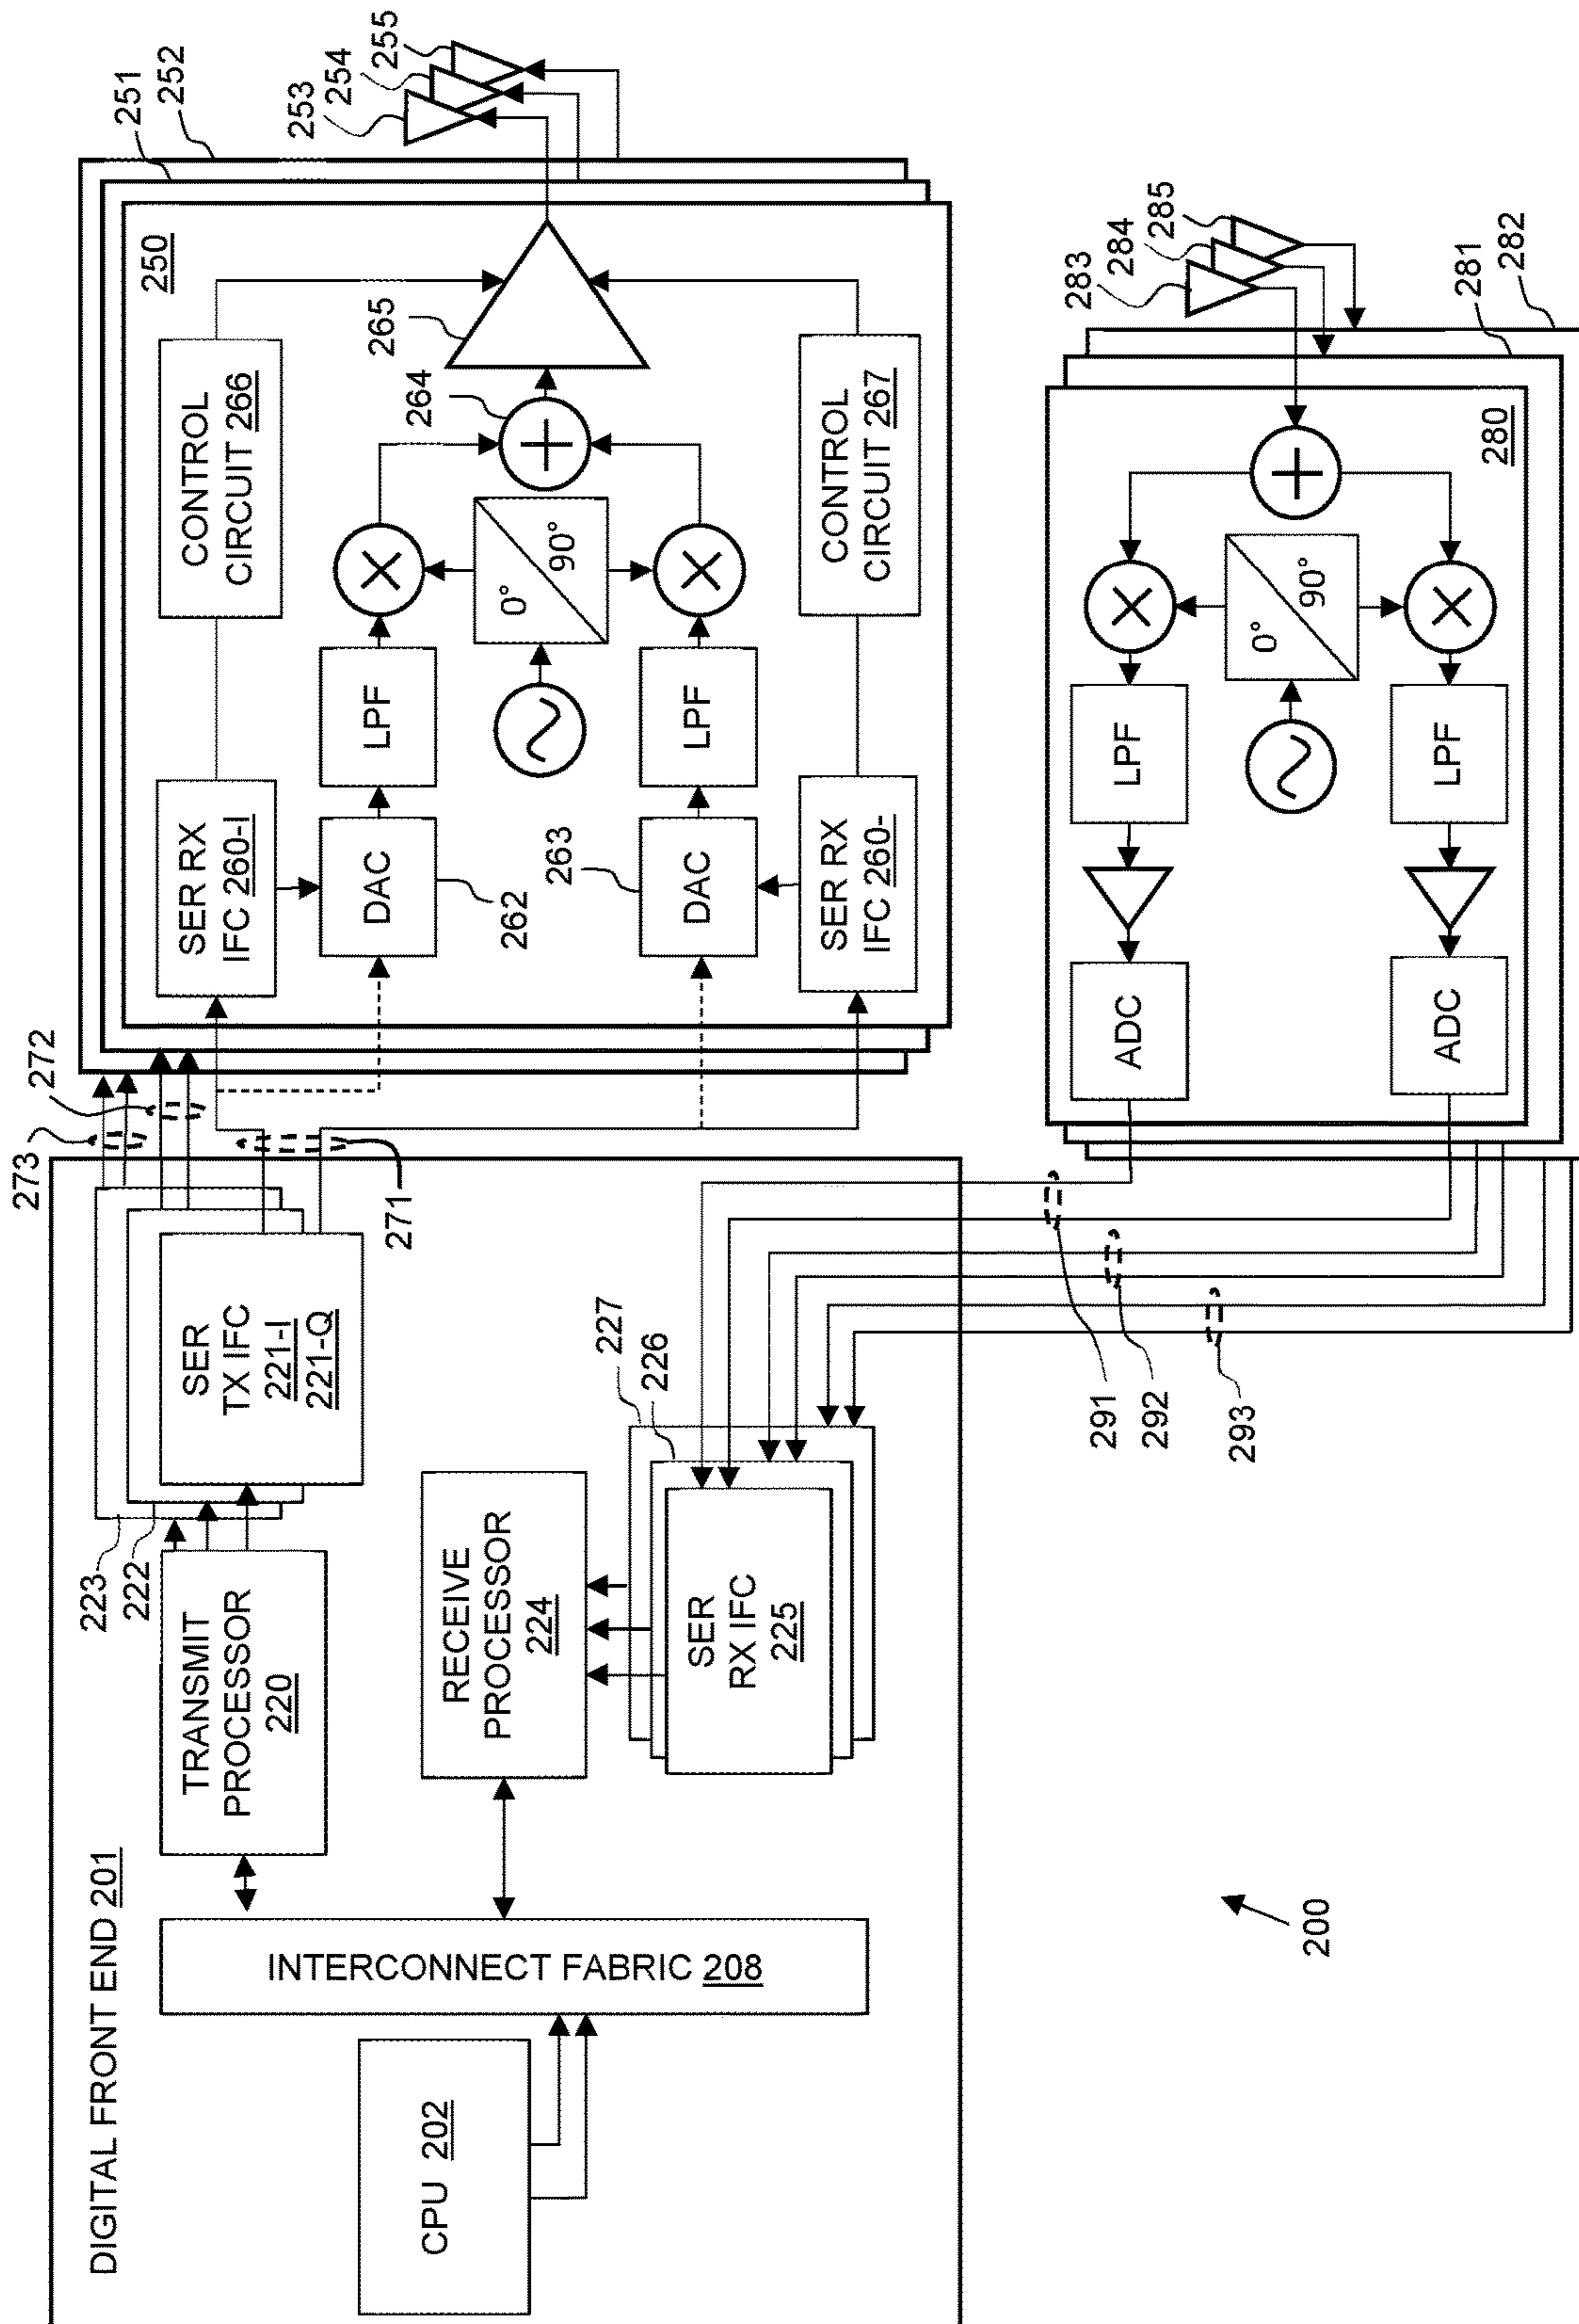 DIGITAL FRONT END 201
CPU 202
INTERCONNECT FABRIC 208
TRANSMIT
PROCESSOR
220
223
222
SER
TX IFC
221-I
221-Q
RECEIVE
PROCESSOR
224
SER
RX IFC
225
226
227
273
272
271
250
251
252
253
254
255
SER RX
IFC 260-I
CONTROL
CIRCUIT 266
DAC
262
LPF
0°
90°
264
265
263
DAC
LPF
SER RX
IFC 260-
CONTROL
CIRCUIT 267
291
292
293
ADC
LPF
0°
90°
ADC
LPF
280
281
282
283
284
285
200